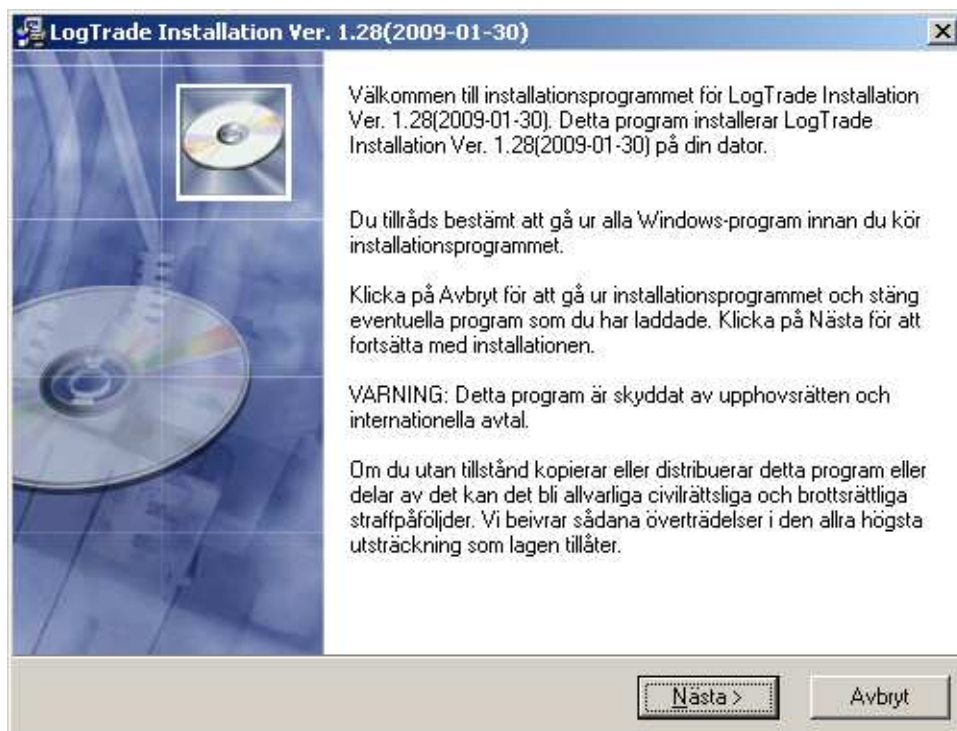 LogTrade Installation Ver. 1.28(2009-01-30)
Välkommen till installationsprogrammet för LogTrade Installation
Ver. 1.28(2009-01-30). Detta program installerar LogTrade
Installation Ver. 1.28(2009-01-30) på din dator.
Du tillråds bestämt att gå ur alla Windows-program innan du kör
installationsprogrammet.
Klicka på Avbryt för att gå ur installationsprogrammet och stäng
eventuella program som du har laddade. Klicka på Nästa för att
fortsätta med installationen.
VARNING: Detta program är skyddat av upphovsrätten och
internationella avtal.
Om du utan tillstånd kopierar eller distribuerar detta program eller
delar av det kan det bli allvarliga civilrättsliga och brottsrättliga
straffpåföljder. Vi beivrar sådana överträdelser i den allra högsta
utsträckning som lagen tillåter.
Nästa >
Avbryt